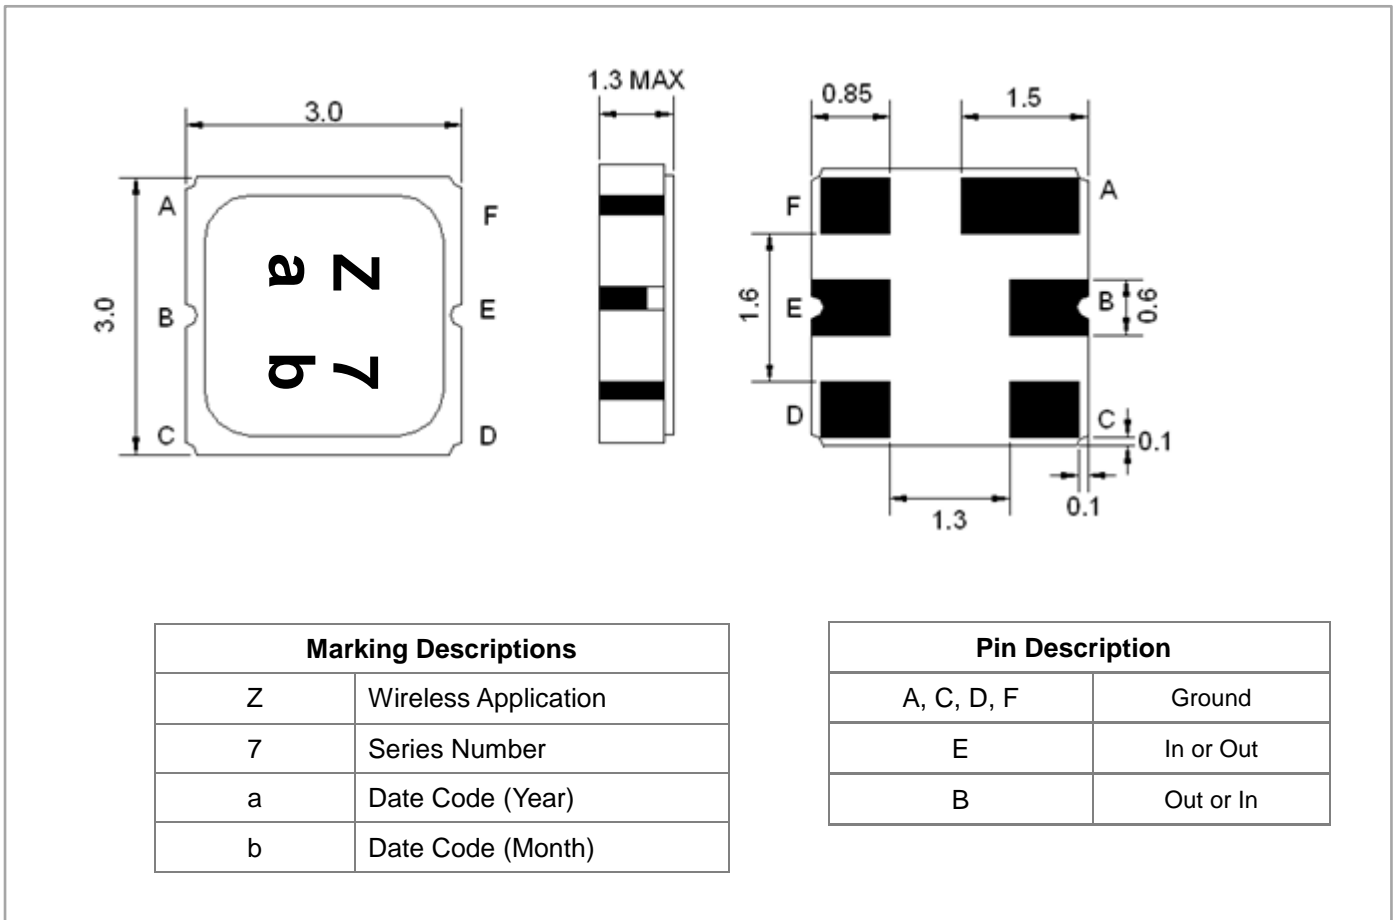 3.0
3.0
A
B
C
F
E
D
Z 7
a b
1.3 MAX
0.85
1.5
F
E
D
A
B
C
1.6
0.6
0.1
0.1
1.3
Marking Descriptions
Z Wireless Application
7 Series Number
a Date Code (Year)
b Date Code (Month)
Pin Description
A, C, D, F Ground
E In or Out
B Out or In